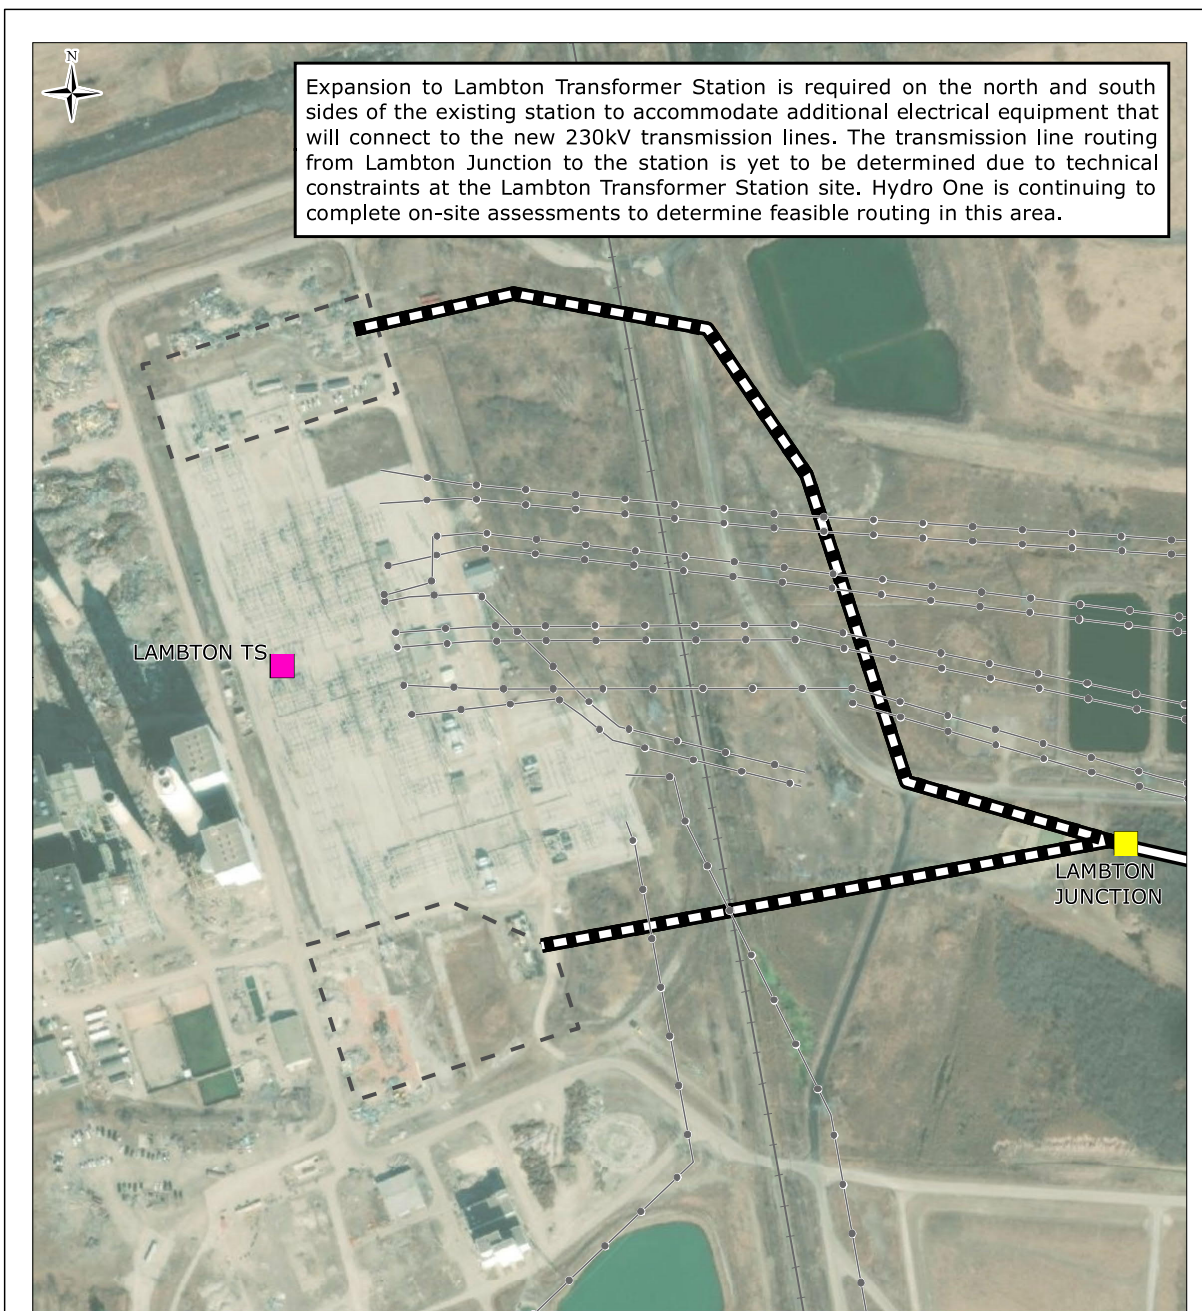 N
Expansion to Lambton Transformer Station is required on the north and south
sides of the existing station to accommodate additional electrical equipment that
will connect to the new 230kV transmission lines. The transmission line routing
from Lambton Junction to the station is yet to be determined due to technical
constraints at the Lambton Transformer Station site. Hydro One is continuing to
complete on-site assessments to determine feasible routing in this area.
LAMBTON TS
LAMBTON
JUNCTION